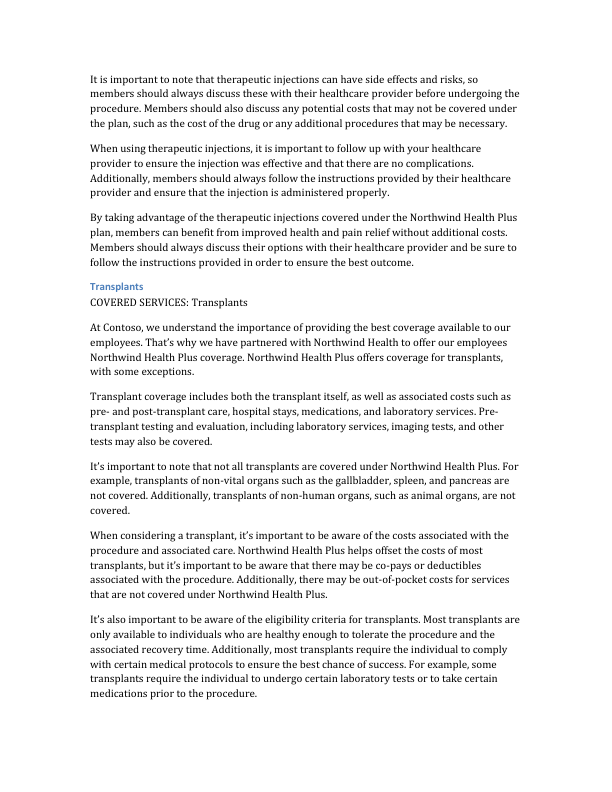 It is important to note that therapeutic injections can have side effects and risks, so
members should always discuss these with their healthcare provider before undergoing the
procedure. Members should also discuss any potential costs that may not be covered under
the plan, such as the cost of the drug or any additional procedures that may be necessary.
When using therapeutic injections, it is important to follow up with your healthcare
provider to ensure the injection was effective and that there are no complications.
Additionally, members should always follow the instructions provided by their healthcare
provider and ensure that the injection is administered properly.
By taking advantage of the therapeutic injections covered under the Northwind Health Plus
plan, members can benefit from improved health and pain relief without additional costs.
Members should always discuss their options with their healthcare provider and be sure to
follow the instructions provided in order to ensure the best outcome.
Transplants
COVERED SERVICES: Transplants
At Contoso, we understand the importance of providing the best coverage available to our
employees. That’s why we have partnered with Northwind Health to offer our employees
Northwind Health Plus coverage. Northwind Health Plus offers coverage for transplants,
with some exceptions.
Transplant coverage includes both the transplant itself, as well as associated costs such as
pre- and post-transplant care, hospital stays, medications, and laboratory services. Pre-
transplant testing and evaluation, including laboratory services, imaging tests, and other
tests may also be covered.
It’s important to note that not all transplants are covered under Northwind Health Plus. For
example, transplants of non-vital organs such as the gallbladder, spleen, and pancreas are
not covered. Additionally, transplants of non-human organs, such as animal organs, are not
covered.
When considering a transplant, it’s important to be aware of the costs associated with the
procedure and associated care. Northwind Health Plus helps offset the costs of most
transplants, but it’s important to be aware that there may be co-pays or deductibles
associated with the procedure. Additionally, there may be out-of-pocket costs for services
that are not covered under Northwind Health Plus.
It’s also important to be aware of the eligibility criteria for transplants. Most transplants are
only available to individuals who are healthy enough to tolerate the procedure and the
associated recovery time. Additionally, most transplants require the individual to comply
with certain medical protocols to ensure the best chance of success. For example, some
transplants require the individual to undergo certain laboratory tests or to take certain
medications prior to the procedure.